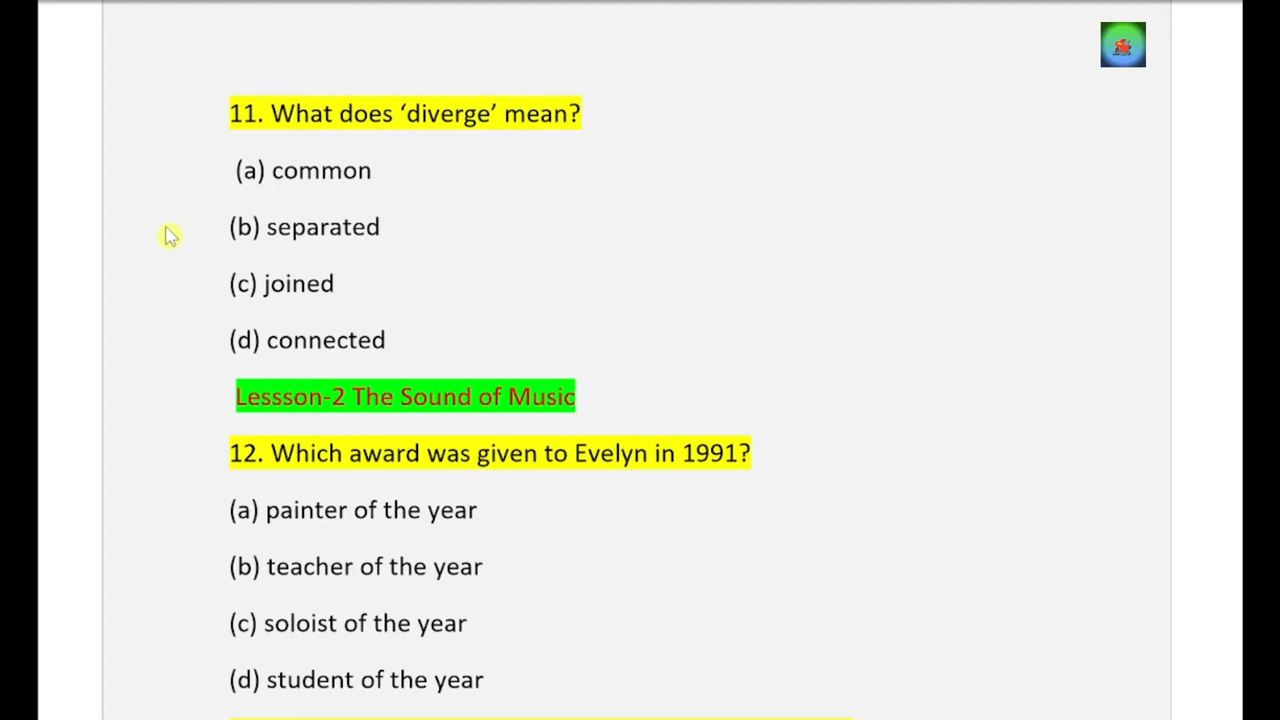 11. What does ‘diverge’ mean?
(a) common
(b) separated
(c) joined
(d) connected
Lessson-2 The Sound of Music
12. Which award was given to Evelyn in 1991?
(a) painter of the year
(b) teacher of the year
(c) soloist of the year
(d) student of the year